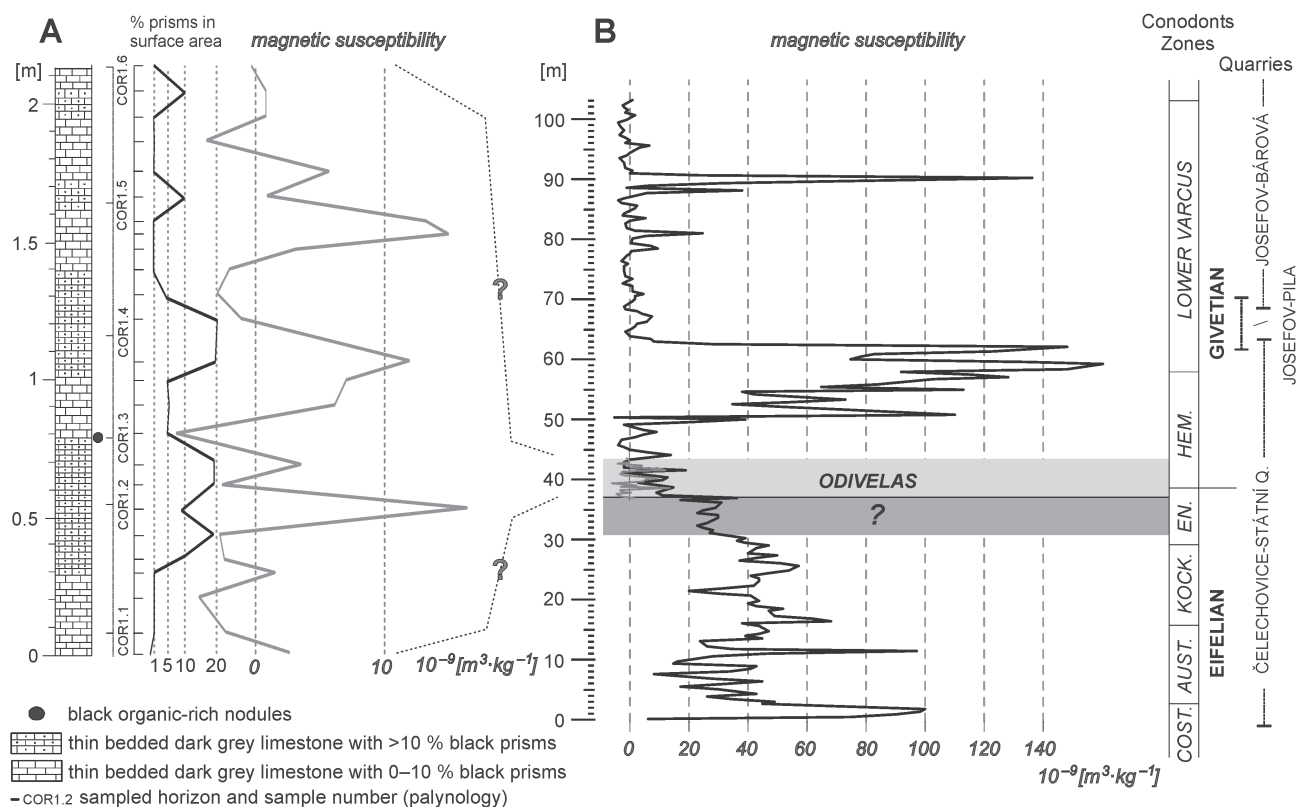 A
% prisms in
surface area
magnetic susceptibility
[m]
2
1.5
1
0.5
0
COR1.6
COR1.5
COR1.4
COR1.3
COR1.2
COR1.1
?
?
1 5 10 20 0 10 10⁻⁹[m³·kg⁻¹]
black organic-rich nodules
thin bedded dark grey limestone with >10 % black prisms
thin bedded dark grey limestone with 0–10 % black prisms
COR1.2 sampled horizon and sample number (palynology)
B
magnetic susceptibility
Conodonts
Zones
Quarries
[m]
100
90
80
70
60
50
40
30
20
10
0
ODIVELAS
?
0 20 40 60 80 100 120 140
10⁻⁹[m³·kg⁻¹]
LOWER VARCUS
HEM.
EN.
KOCK.
AUST.
COST.
GIVETIAN
EIFELIAN
JOSEFOV-BÁROVÁ
JOSEFOV-PILA
ČELECHOVICE-STÁTNÍ Q.